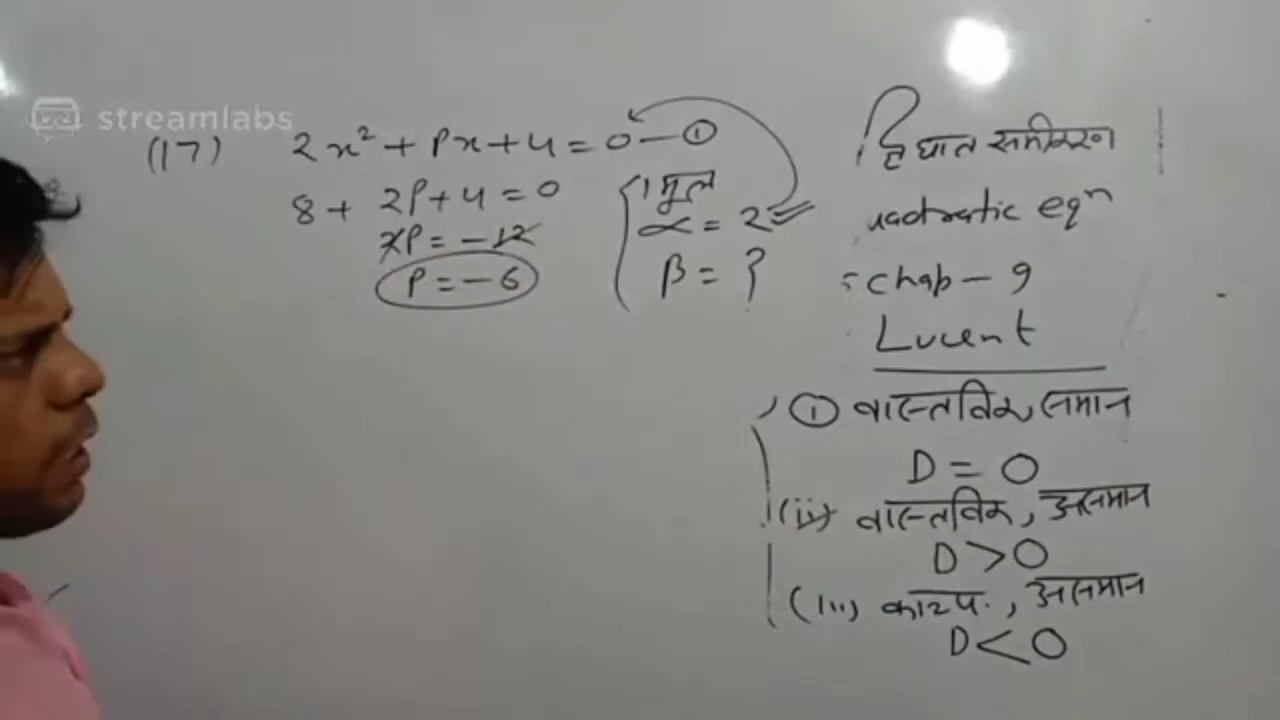 streamlabs
(17) 2x² + Px + 4 = 0 — ①
8 + 2P + 4 = 0
2P = -12
P = -6
मूल
α = 2
β = ?
द्विघात समीकरण
uadratic eqⁿ
chap - 9
Lucent
① वास्तविक, समान
D = 0
(ii) वास्तविक, असमान
D > 0
(iii) काल्प., असमान
D < 0